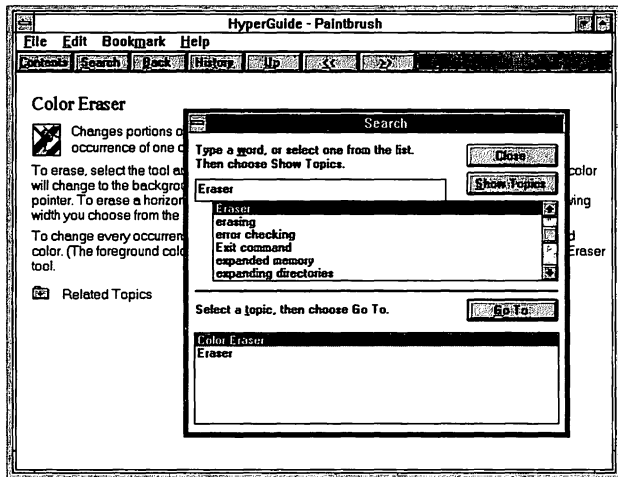 HyperGuide - Paintbrush
File Edit Bookmark Help
Contents Search Back History Up << >>
Color Eraser
Changes portions o
occurrence of one c
To erase, select the tool a
color
will change to the backgrou
pointer. To erase a horizon
ving
width you choose from the
To change every occurren
d
color. (The foreground colo
Eraser
tool.
Related Topics
Search
Type a word, or select one from the list.
Then choose Show Topics.
Close
Eraser
Show Topics
Eraser
erasing
error checking
Exit command
expanded memory
expanding directories
Select a topic, then choose Go To.
Go To
Color Eraser
Eraser